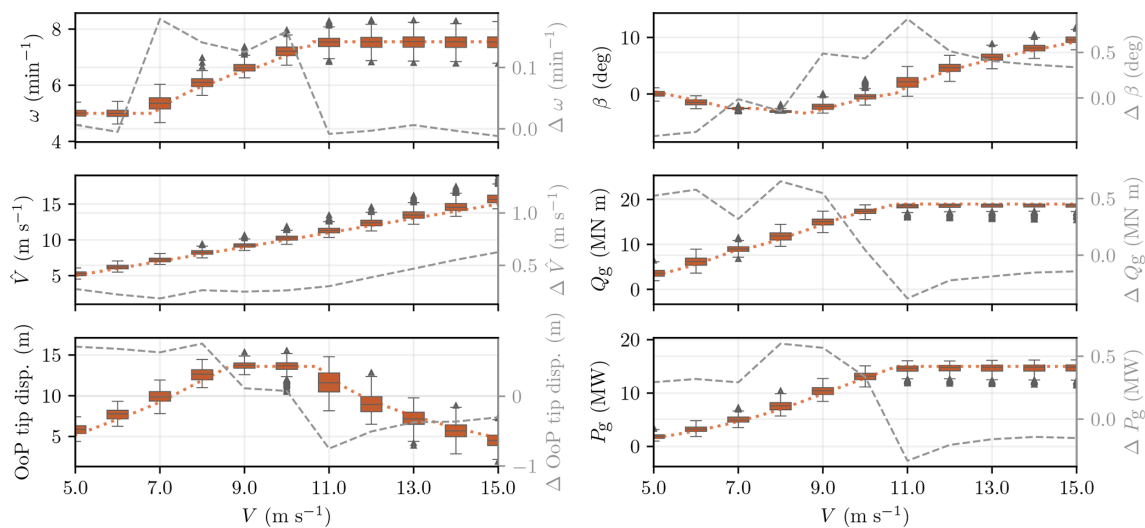 8
6
4
ω (min⁻¹)
0.1
0.0
Δ ω (min⁻¹)
10
0
β (deg)
0.5
0.0
Δ β (deg)
15
10
5
V̂ (m s⁻¹)
1.0
0.5
Δ V̂ (m s⁻¹)
20
10
0
Q_g (MN m)
0.5
0.0
Δ Q_g (MN m)
15
10
5
OoP tip disp. (m)
0
−1
Δ OoP tip disp. (m)
5.0 7.0 9.0 11.0 13.0 15.0
V (m s⁻¹)
20
10
0
P_g (MW)
0.5
0.0
Δ P_g (MW)
5.0 7.0 9.0 11.0 13.0 15.0
V (m s⁻¹)